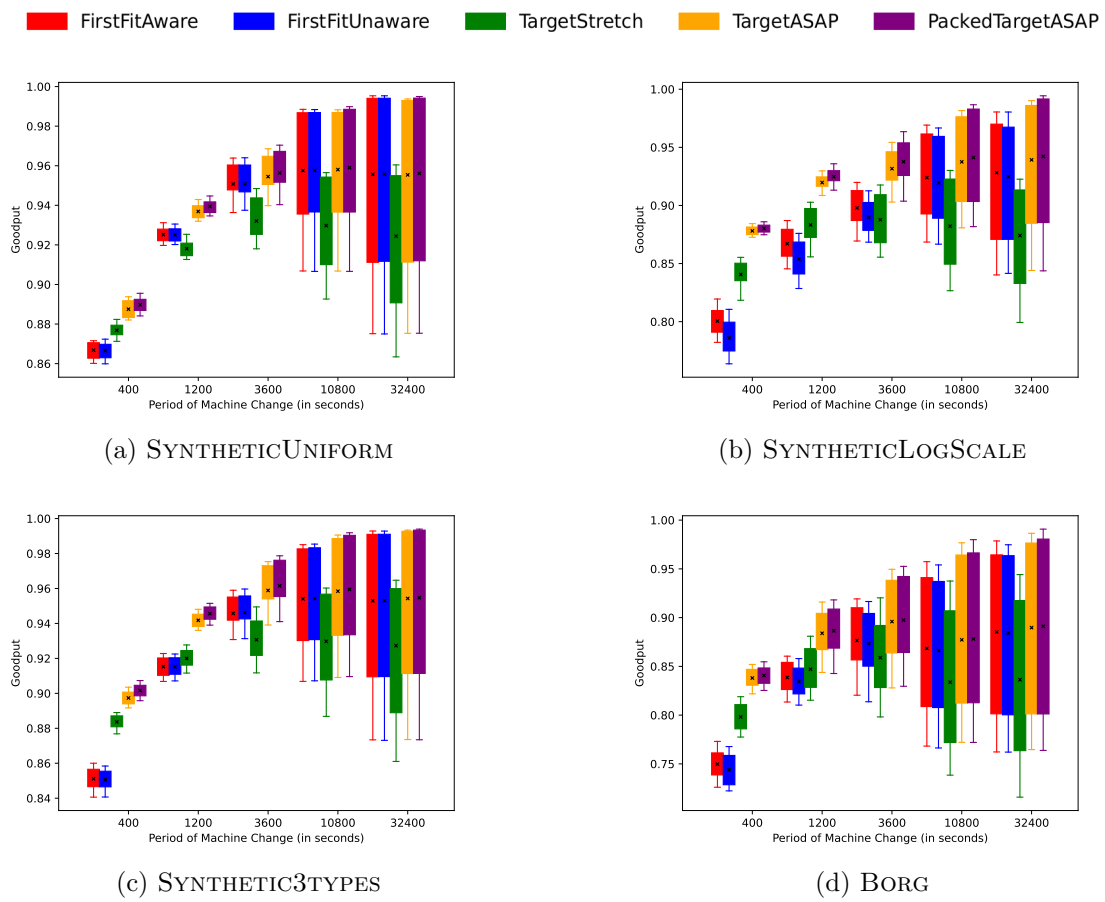 FirstFitAware FirstFitUnaware TargetStretch TargetASAP PackedTargetASAP
1.00
0.98
0.96
0.94
0.92
0.90
0.88
0.86
Goodput
400 1200 3600 10800 32400
Period of Machine Change (in seconds)
(a) SyntheticUniform
1.00
0.95
0.90
0.85
0.80
Goodput
400 1200 3600 10800 32400
Period of Machine Change (in seconds)
(b) SyntheticLogScale
1.00
0.98
0.96
0.94
0.92
0.90
0.88
0.86
0.84
Goodput
400 1200 3600 10800 32400
Period of Machine Change (in seconds)
(c) Synthetic3types
1.00
0.95
0.90
0.85
0.80
0.75
Goodput
400 1200 3600 10800 32400
Period of Machine Change (in seconds)
(d) Borg